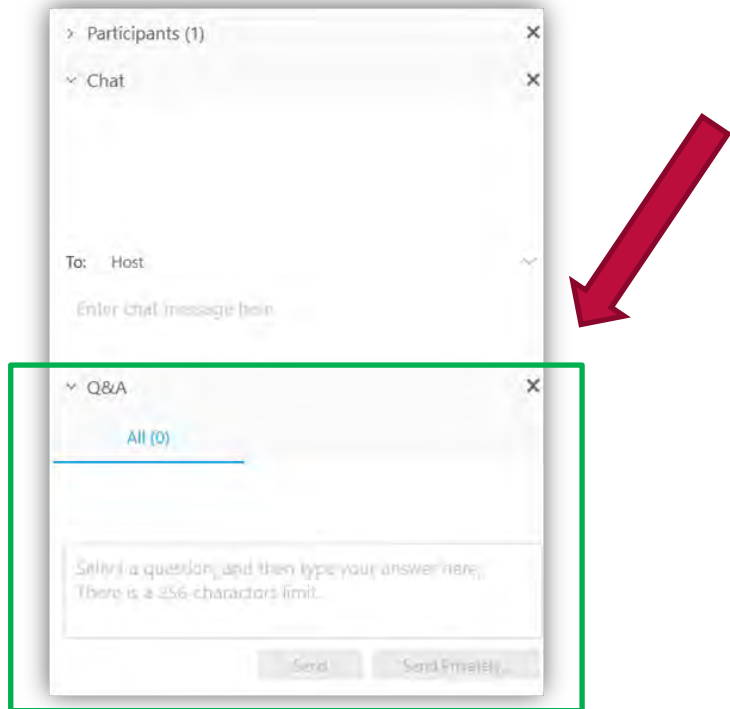 Participants (1)
Chat
To: Host
Enter chat message here
Q&A
All (0)
Select a question, and then type your answer here,
There is a 256-charactors limit.
Send Send Privately...